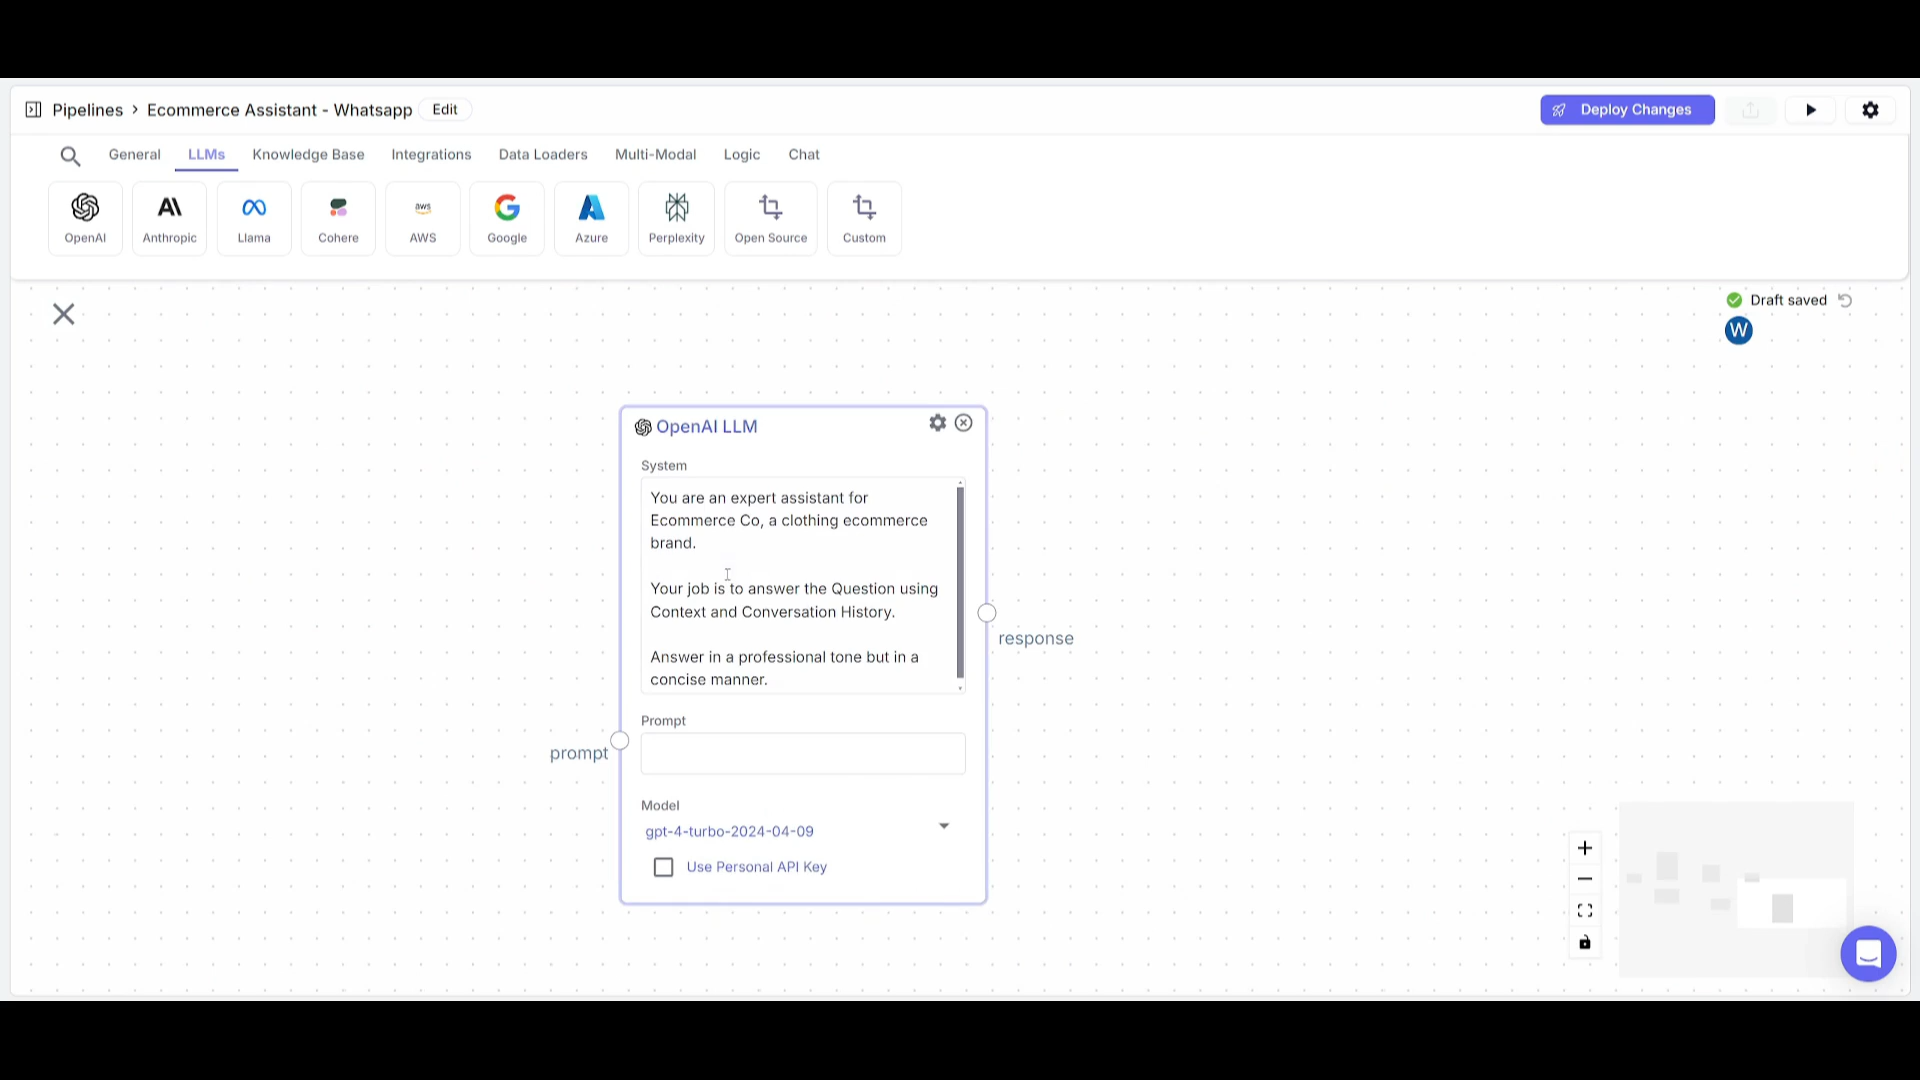 Pipelines > Ecommerce Assistant - Whatsapp Edit
Deploy Changes
General LLMs Knowledge Base Integrations Data Loaders Multi-Modal Logic Chat
OpenAI Anthropic Llama Cohere AWS Google Azure Perplexity Open Source Custom
aws
Draft saved
W
OpenAI LLM
System
You are an expert assistant for
Ecommerce Co, a clothing ecommerce
brand.
Your job is to answer the Question using
Context and Conversation History.
Answer in a professional tone but in a
concise manner.
response
Prompt
prompt
Model
gpt-4-turbo-2024-04-09
Use Personal API Key